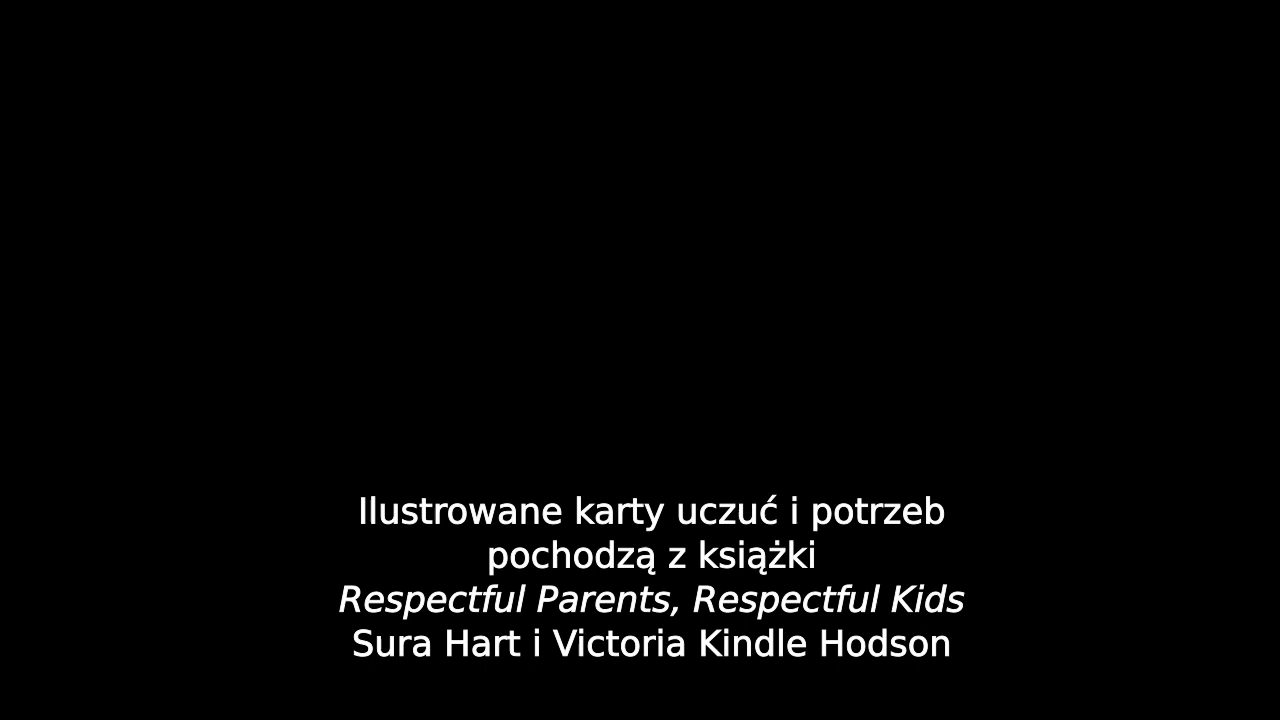 Ilustrowane karty uczuć i potrzeb
pochodzą z książki
Respectful Parents, Respectful Kids
Sura Hart i Victoria Kindle Hodson